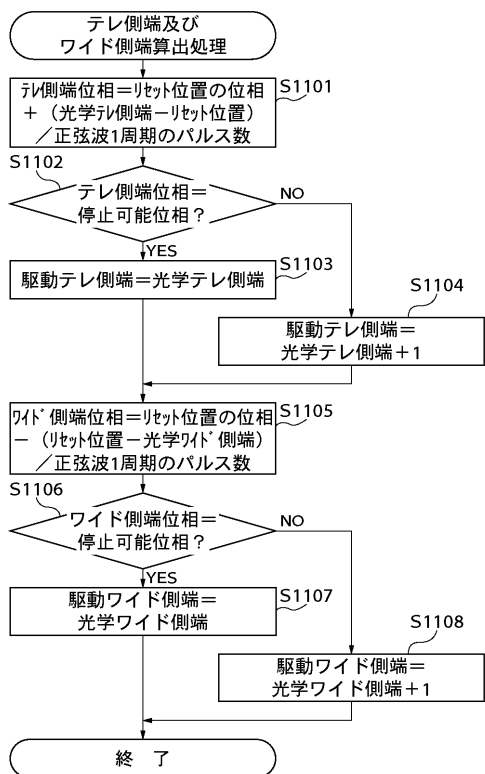 テレ側端及び
ワイド側端算出処理
S1101
ﾃﾚ側端位相＝ﾘｾｯﾄ位置の位相
＋（光学ﾃﾚ側端－ﾘｾｯﾄ位置）
／正弦波1周期のパルス数
S1102
テレ側端位相＝
停止可能位相？
NO
YES
S1103
駆動テレ側端＝光学テレ側端
S1104
駆動テレ側端＝
光学テレ側端＋1
S1105
ﾜｲﾄﾞ側端位相＝ﾘｾｯﾄ位置の位相
－（ﾘｾｯﾄ位置－光学ﾜｲﾄﾞ側端）
／正弦波1周期のパルス数
S1106
ワイド側端位相＝
停止可能位相？
NO
YES
S1107
駆動ワイド側端＝
光学ワイド側端
S1108
駆動ワイド側端＝
光学ワイド側端＋1
終 了